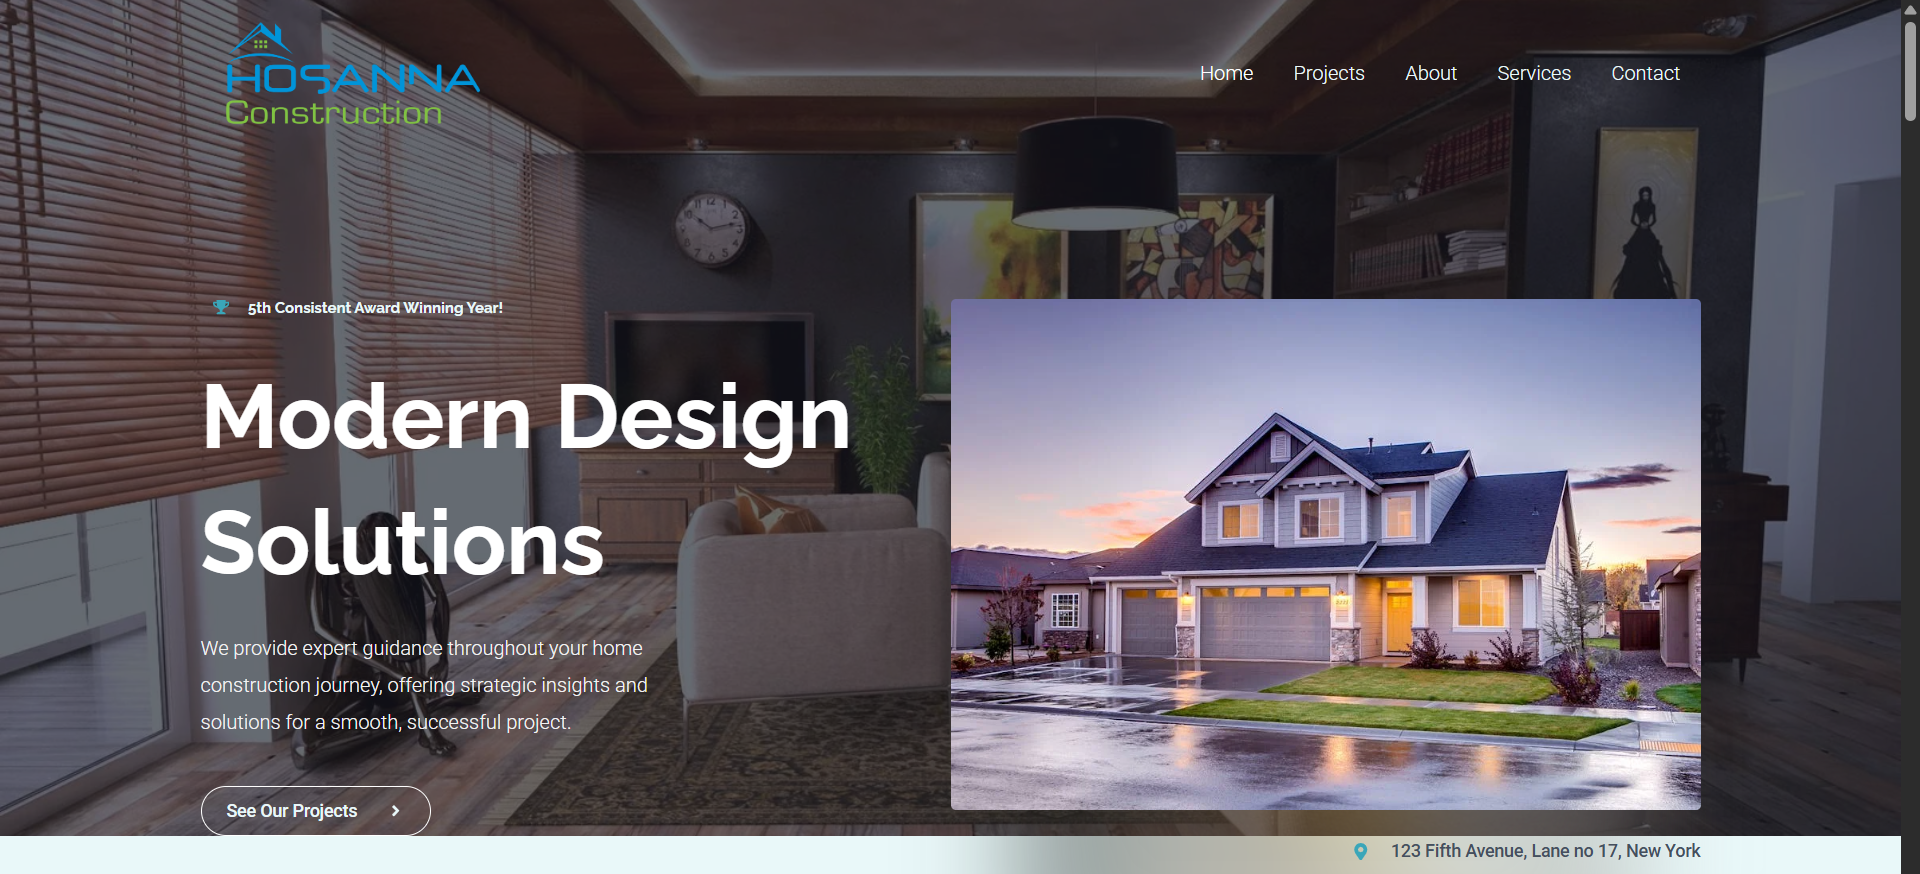 HOSANNA
Construction
Home
Projects
About
Services
Contact
5th Consistent Award Winning Year!
Modern Design
Solutions
We provide expert guidance throughout your home
construction journey, offering strategic insights and
solutions for a smooth, successful project.
See Our Projects
123 Fifth Avenue, Lane no 17, New York